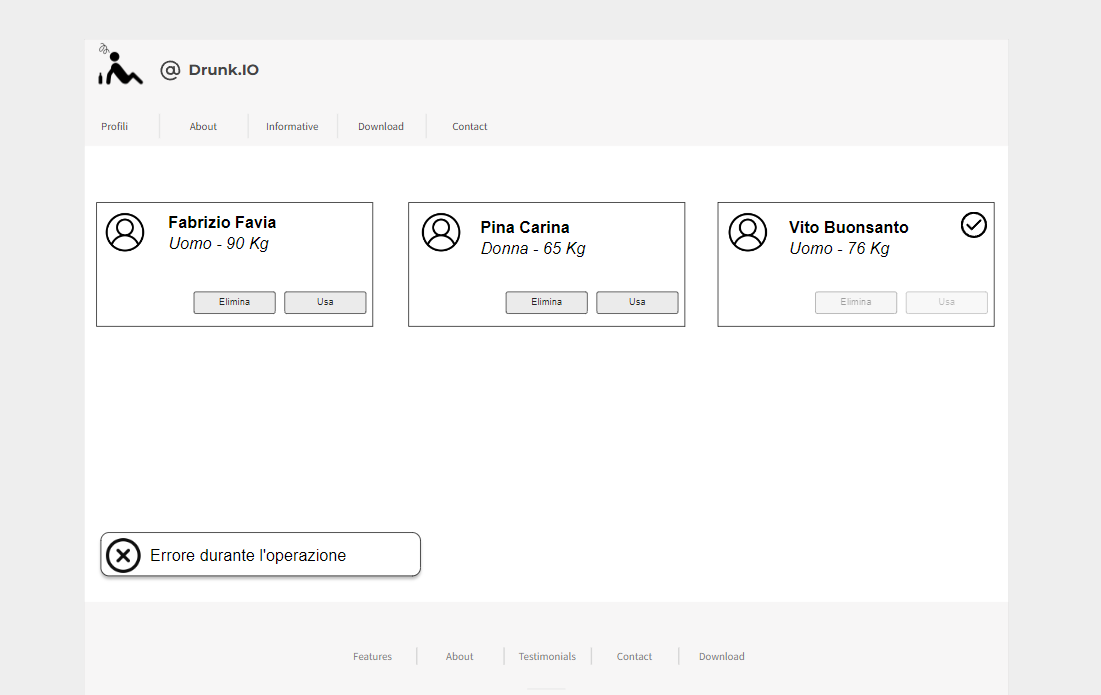 @ Drunk.IO
Profili About Informative Download Contact
Fabrizio Favia
Uomo - 90 Kg
Elimina Usa
Pina Carina
Donna - 65 Kg
Elimina Usa
Vito Buonsanto
Uomo - 76 Kg
Elimina Usa
Errore durante l'operazione
Features About Testimonials Contact Download